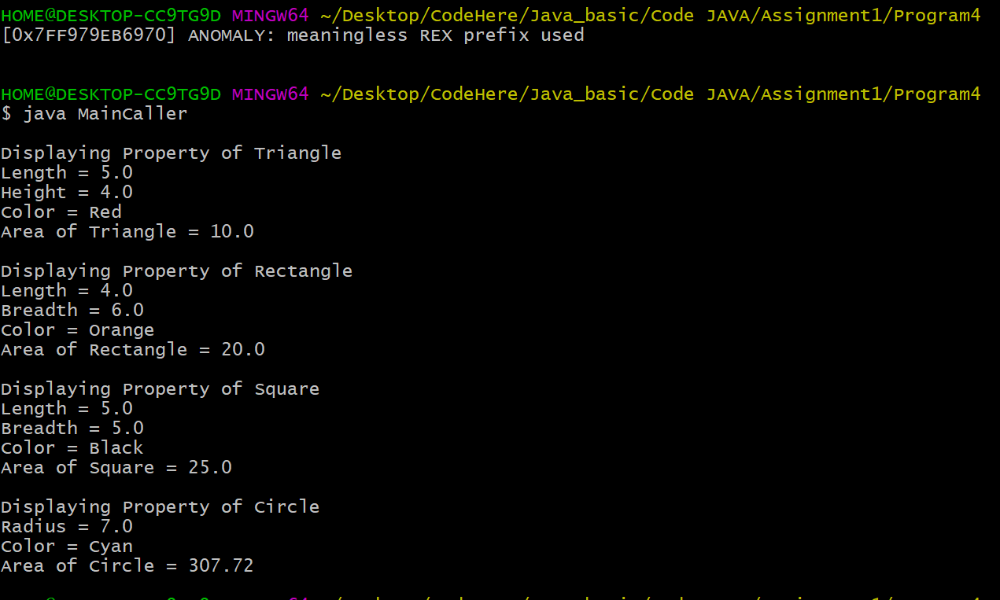 HOME@DESKTOP-CC9TG9D MINGW64 ~/Desktop/CodeHere/Java_basic/Code JAVA/Assignment1/Program4
[0x7FF979EB6970] ANOMALY: meaningless REX prefix used
HOME@DESKTOP-CC9TG9D MINGW64 ~/Desktop/CodeHere/Java_basic/Code JAVA/Assignment1/Program4
$ java MainCaller
Displaying Property of Triangle
Length = 5.0
Height = 4.0
Color = Red
Area of Triangle = 10.0
Displaying Property of Rectangle
Length = 4.0
Breadth = 6.0
Color = Orange
Area of Rectangle = 20.0
Displaying Property of Square
Length = 5.0
Breadth = 5.0
Color = Black
Area of Square = 25.0
Displaying Property of Circle
Radius = 7.0
Color = Cyan
Area of Circle = 307.72